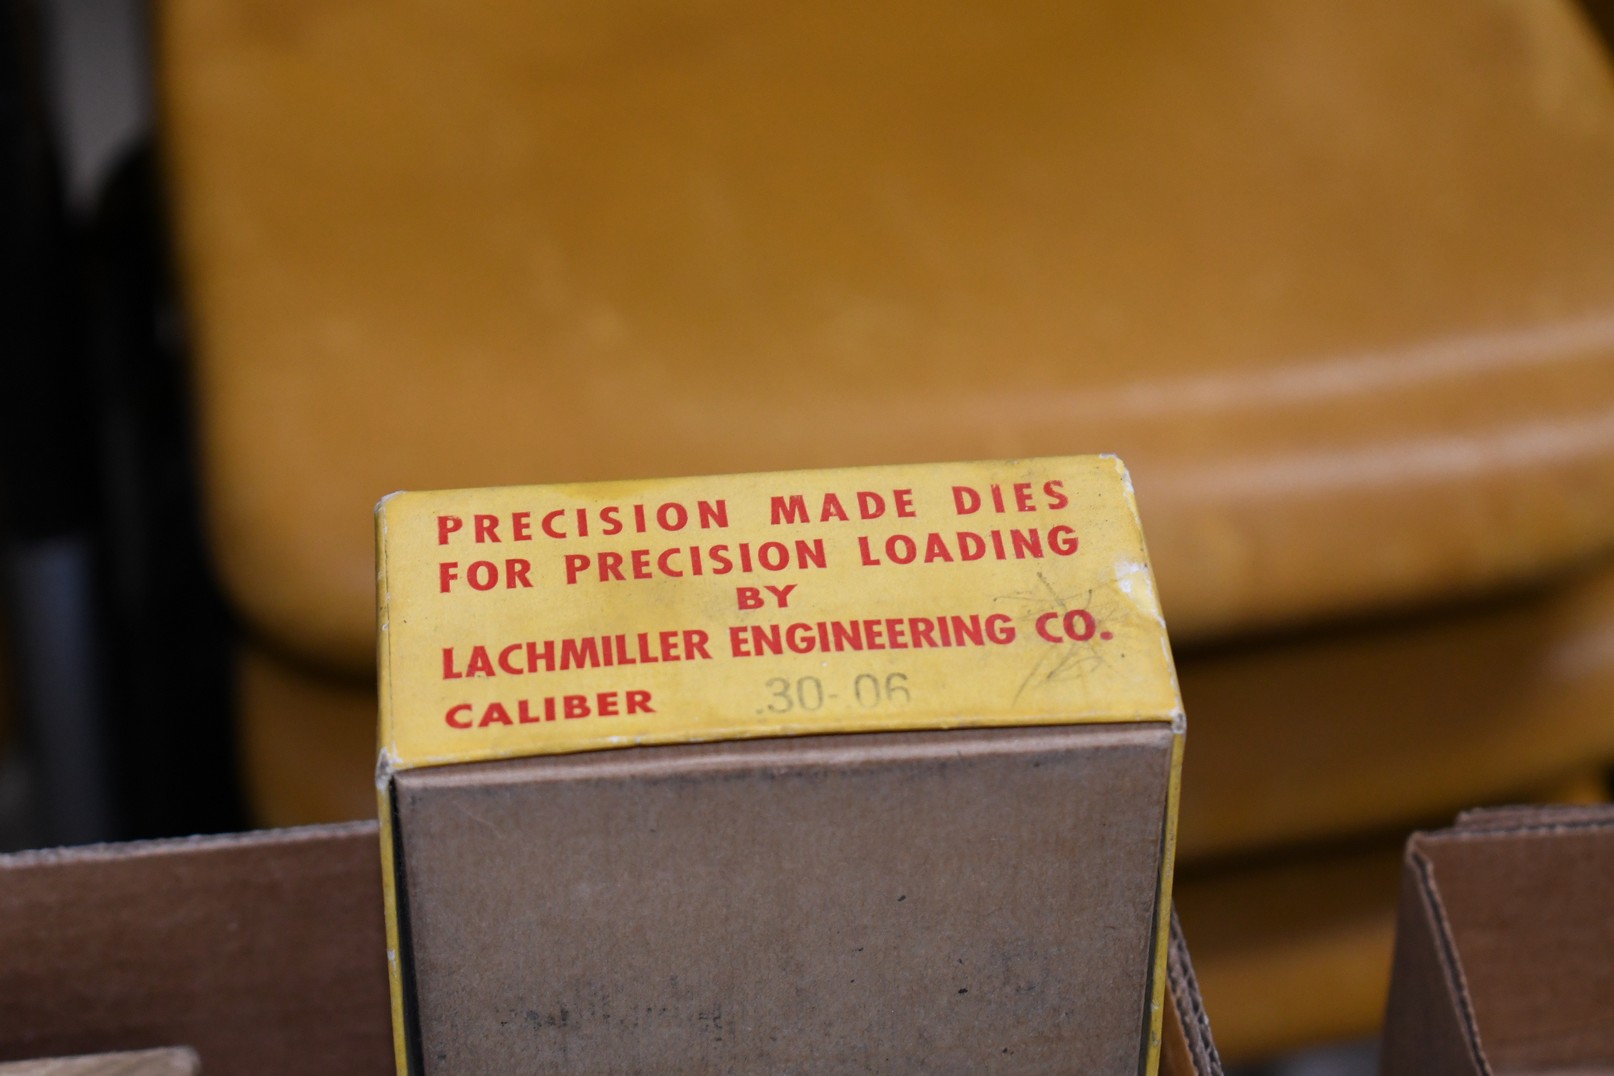 PRECISION MADE DIES
FOR PRECISION LOADING
BY
LACHMILLER ENGINEERING CO.
CALIBER .30-.06